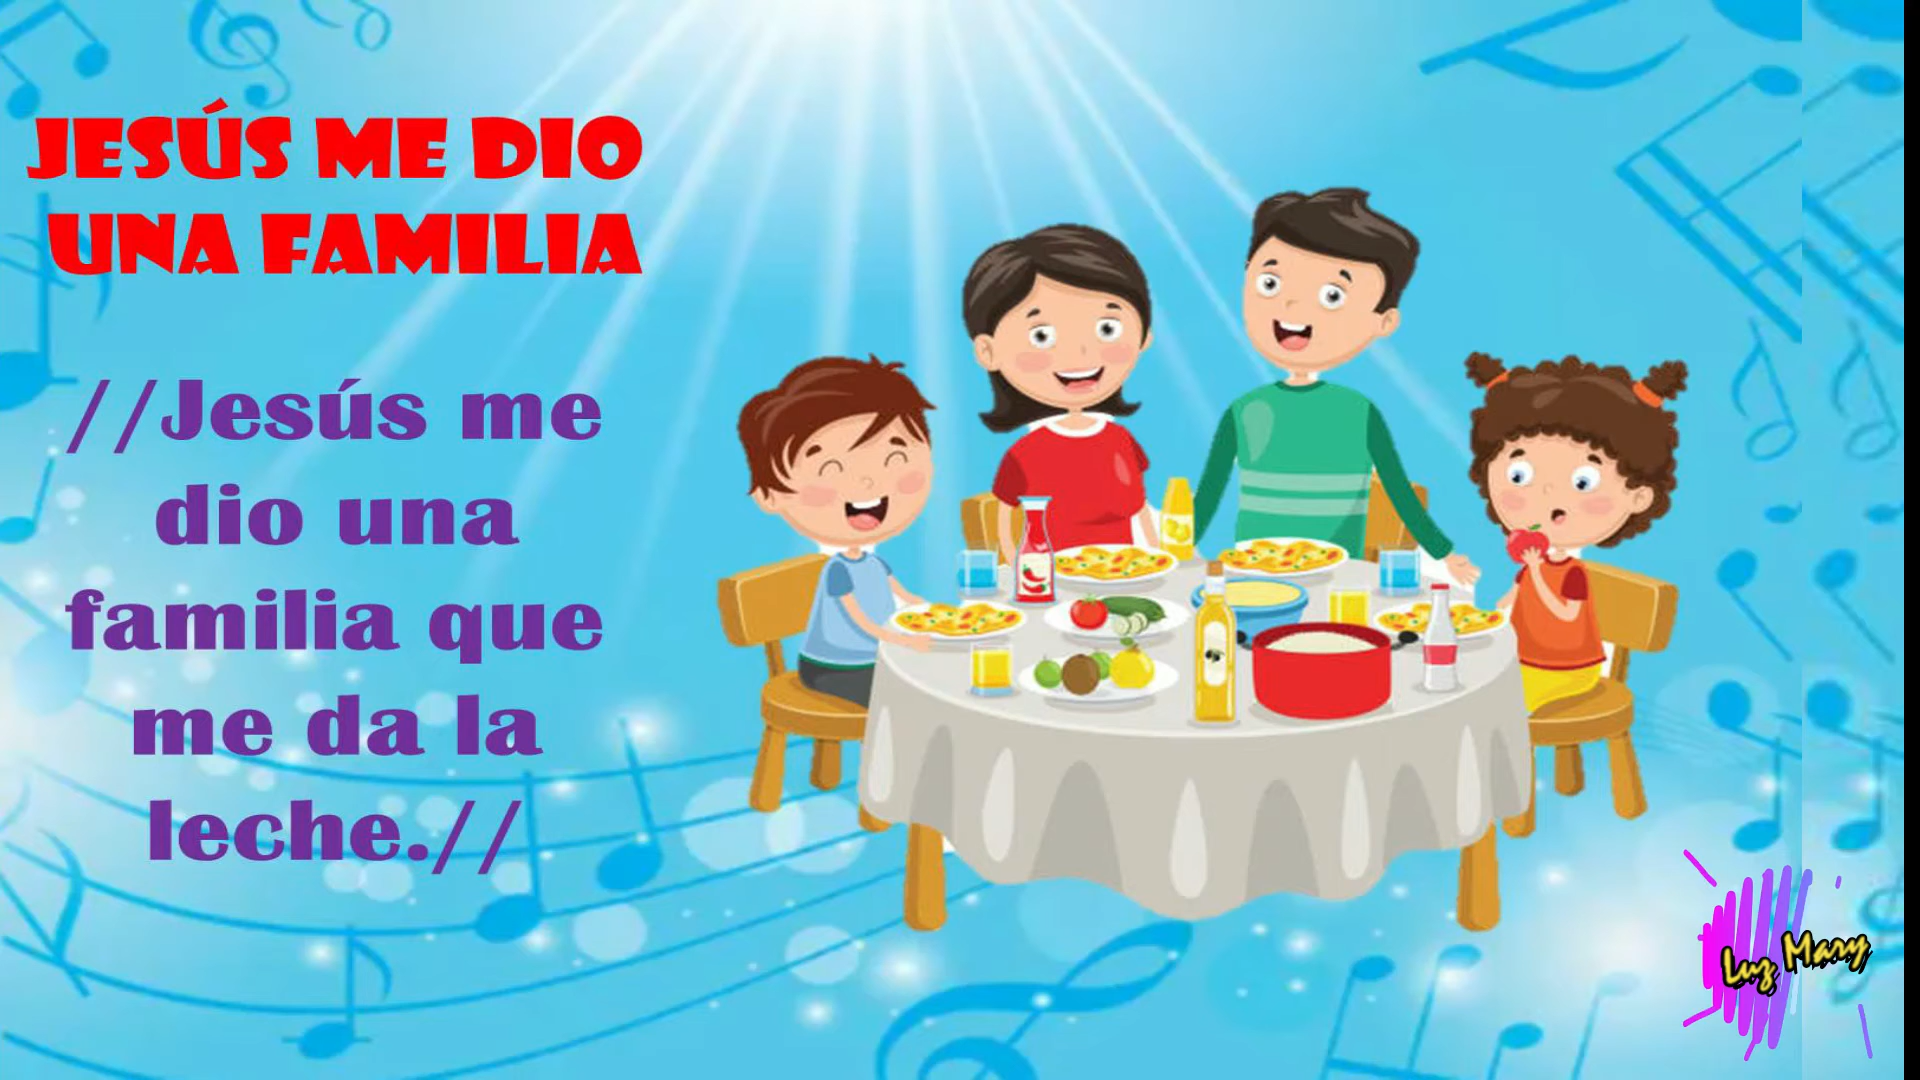 JESÚS ME DIO
UNA FAMILIA
//Jesús me
dio una
familia que
me da la
leche.//
Luz Mary